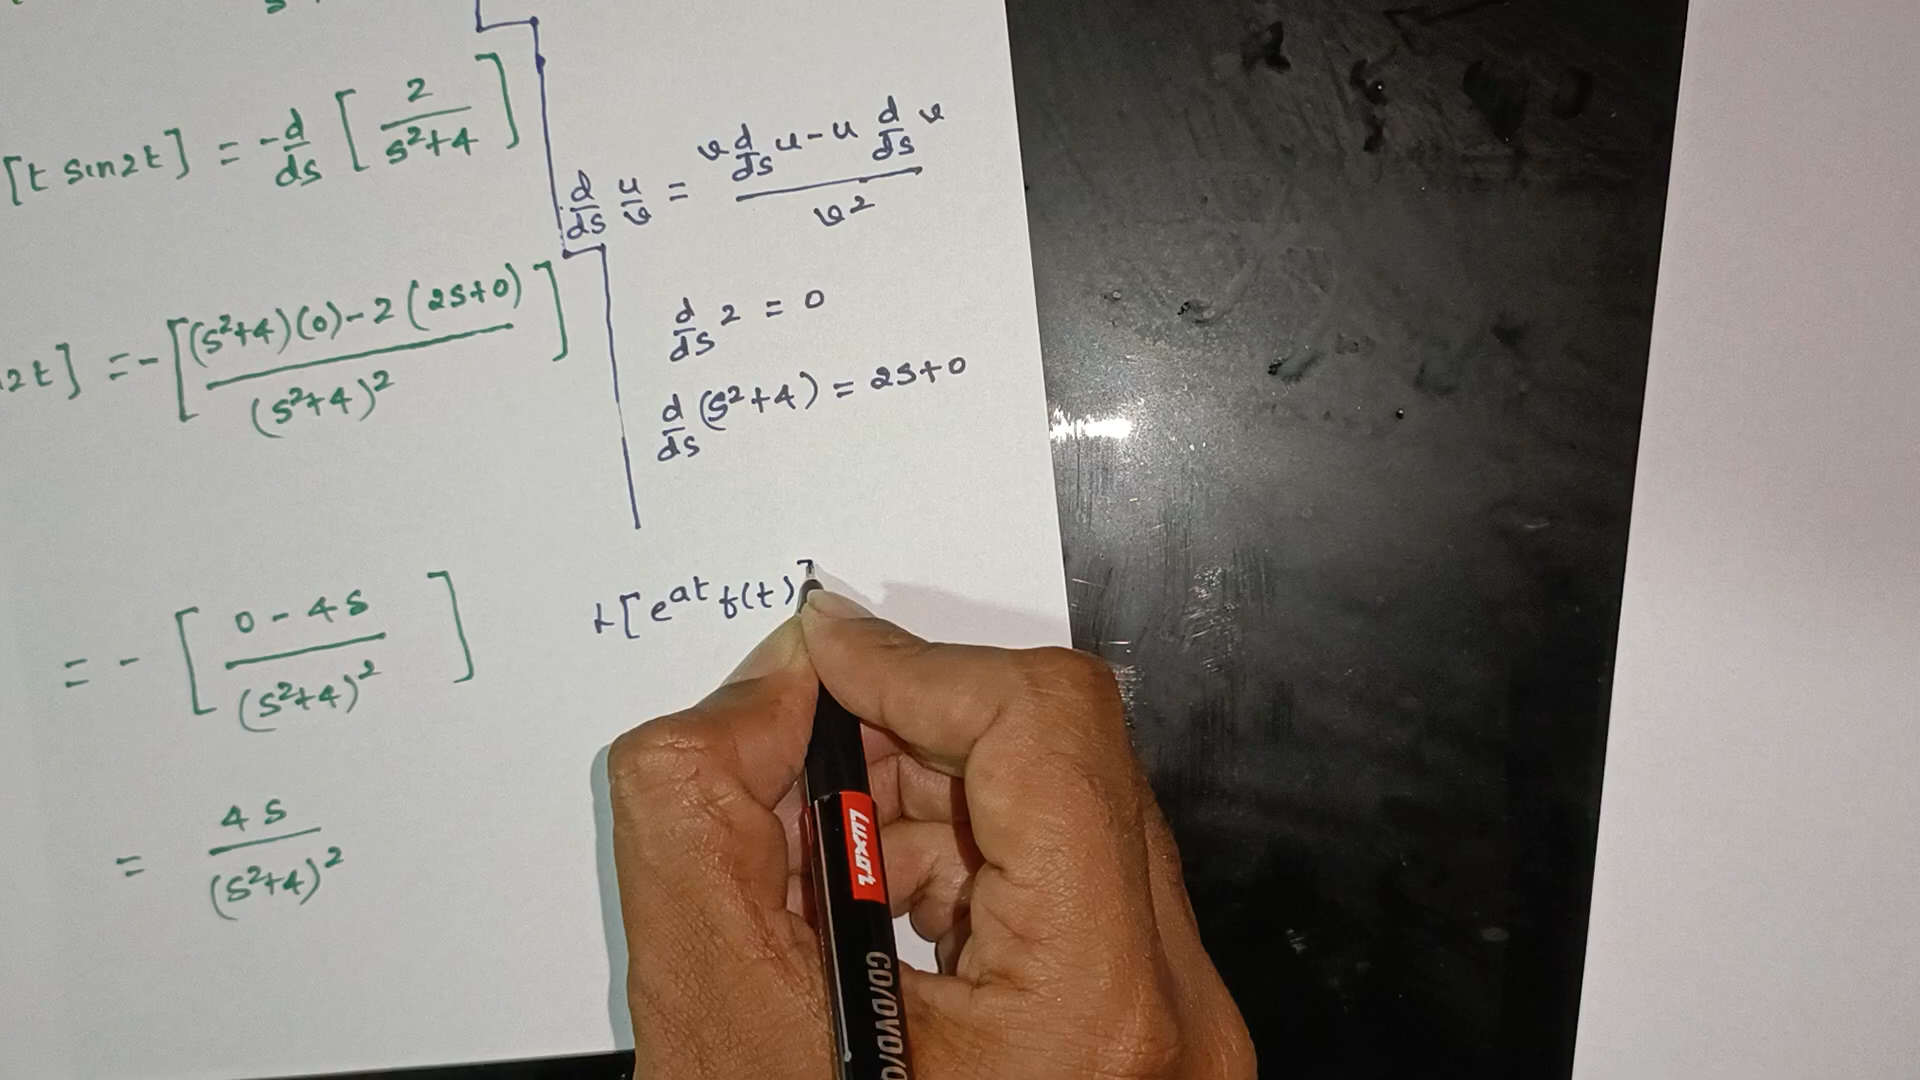 [t sin2t] = -d/ds [2/s²+4]
d/ds u/v = v d/ds u - u d/ds v / v²
2t] = -[(s²+4)(0)-2(2s+0)/(s²+4)²]
d/ds 2 = 0
d/ds (s²+4) = 2s+0
= -[0-4s/(s²+4)²]
L[e^at f(t)]
= 4s/(s²+4)²
Luxor
CD/DVD/